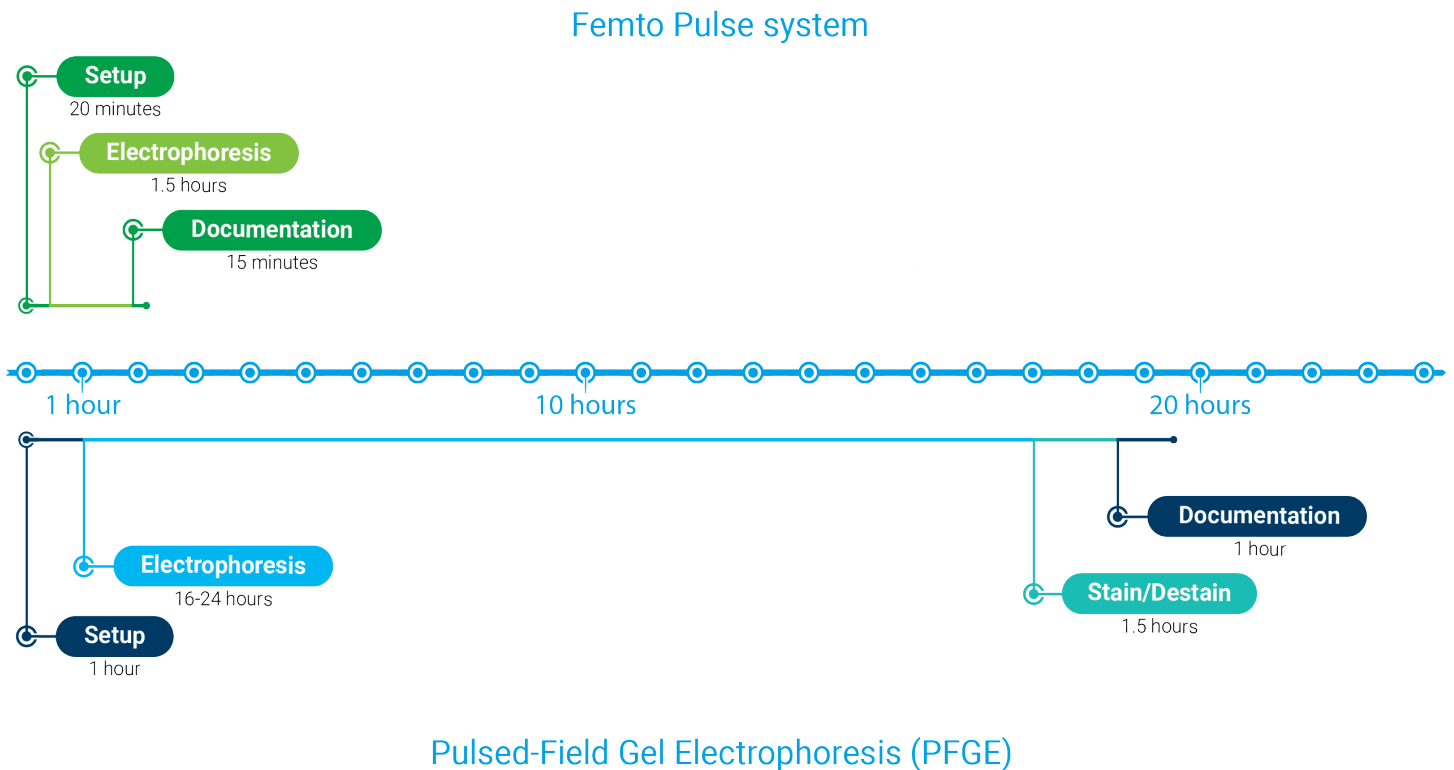 Femto Pulse system
Setup
20 minutes
Electrophoresis
1.5 hours
Documentation
15 minutes
1 hour
10 hours
20 hours
Documentation
1 hour
Electrophoresis
16-24 hours
Stain/Destain
1.5 hours
Setup
1 hour
Pulsed-Field Gel Electrophoresis (PFGE)